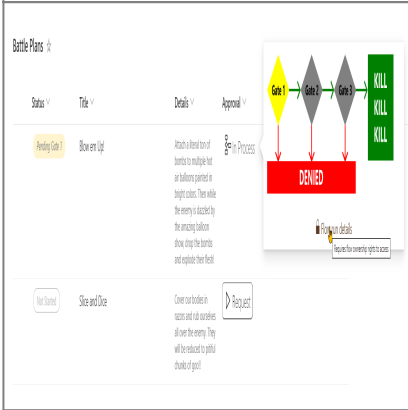 Battle Plans ☆
Status Title Details Approval
Pending Gate 1
Blow em Up!
Attach a literal ton of
bombs to multiple hot
air balloons painted in
bright colors. Then while
the enemy is dazzled by
the amazing balloon
show, drop the bombs
and explode their flesh!
In Process
Gate 1
Gate 2
Gate 3
KILL
KILL
KILL
DENIED
Flow run details
Requires flow ownership rights to access
Not Started
Slice and Dice
Cover our bodies in
razors and rub ourselves
all over the enemy. They
will be reduced to pitiful
chunks of goo!!
Request